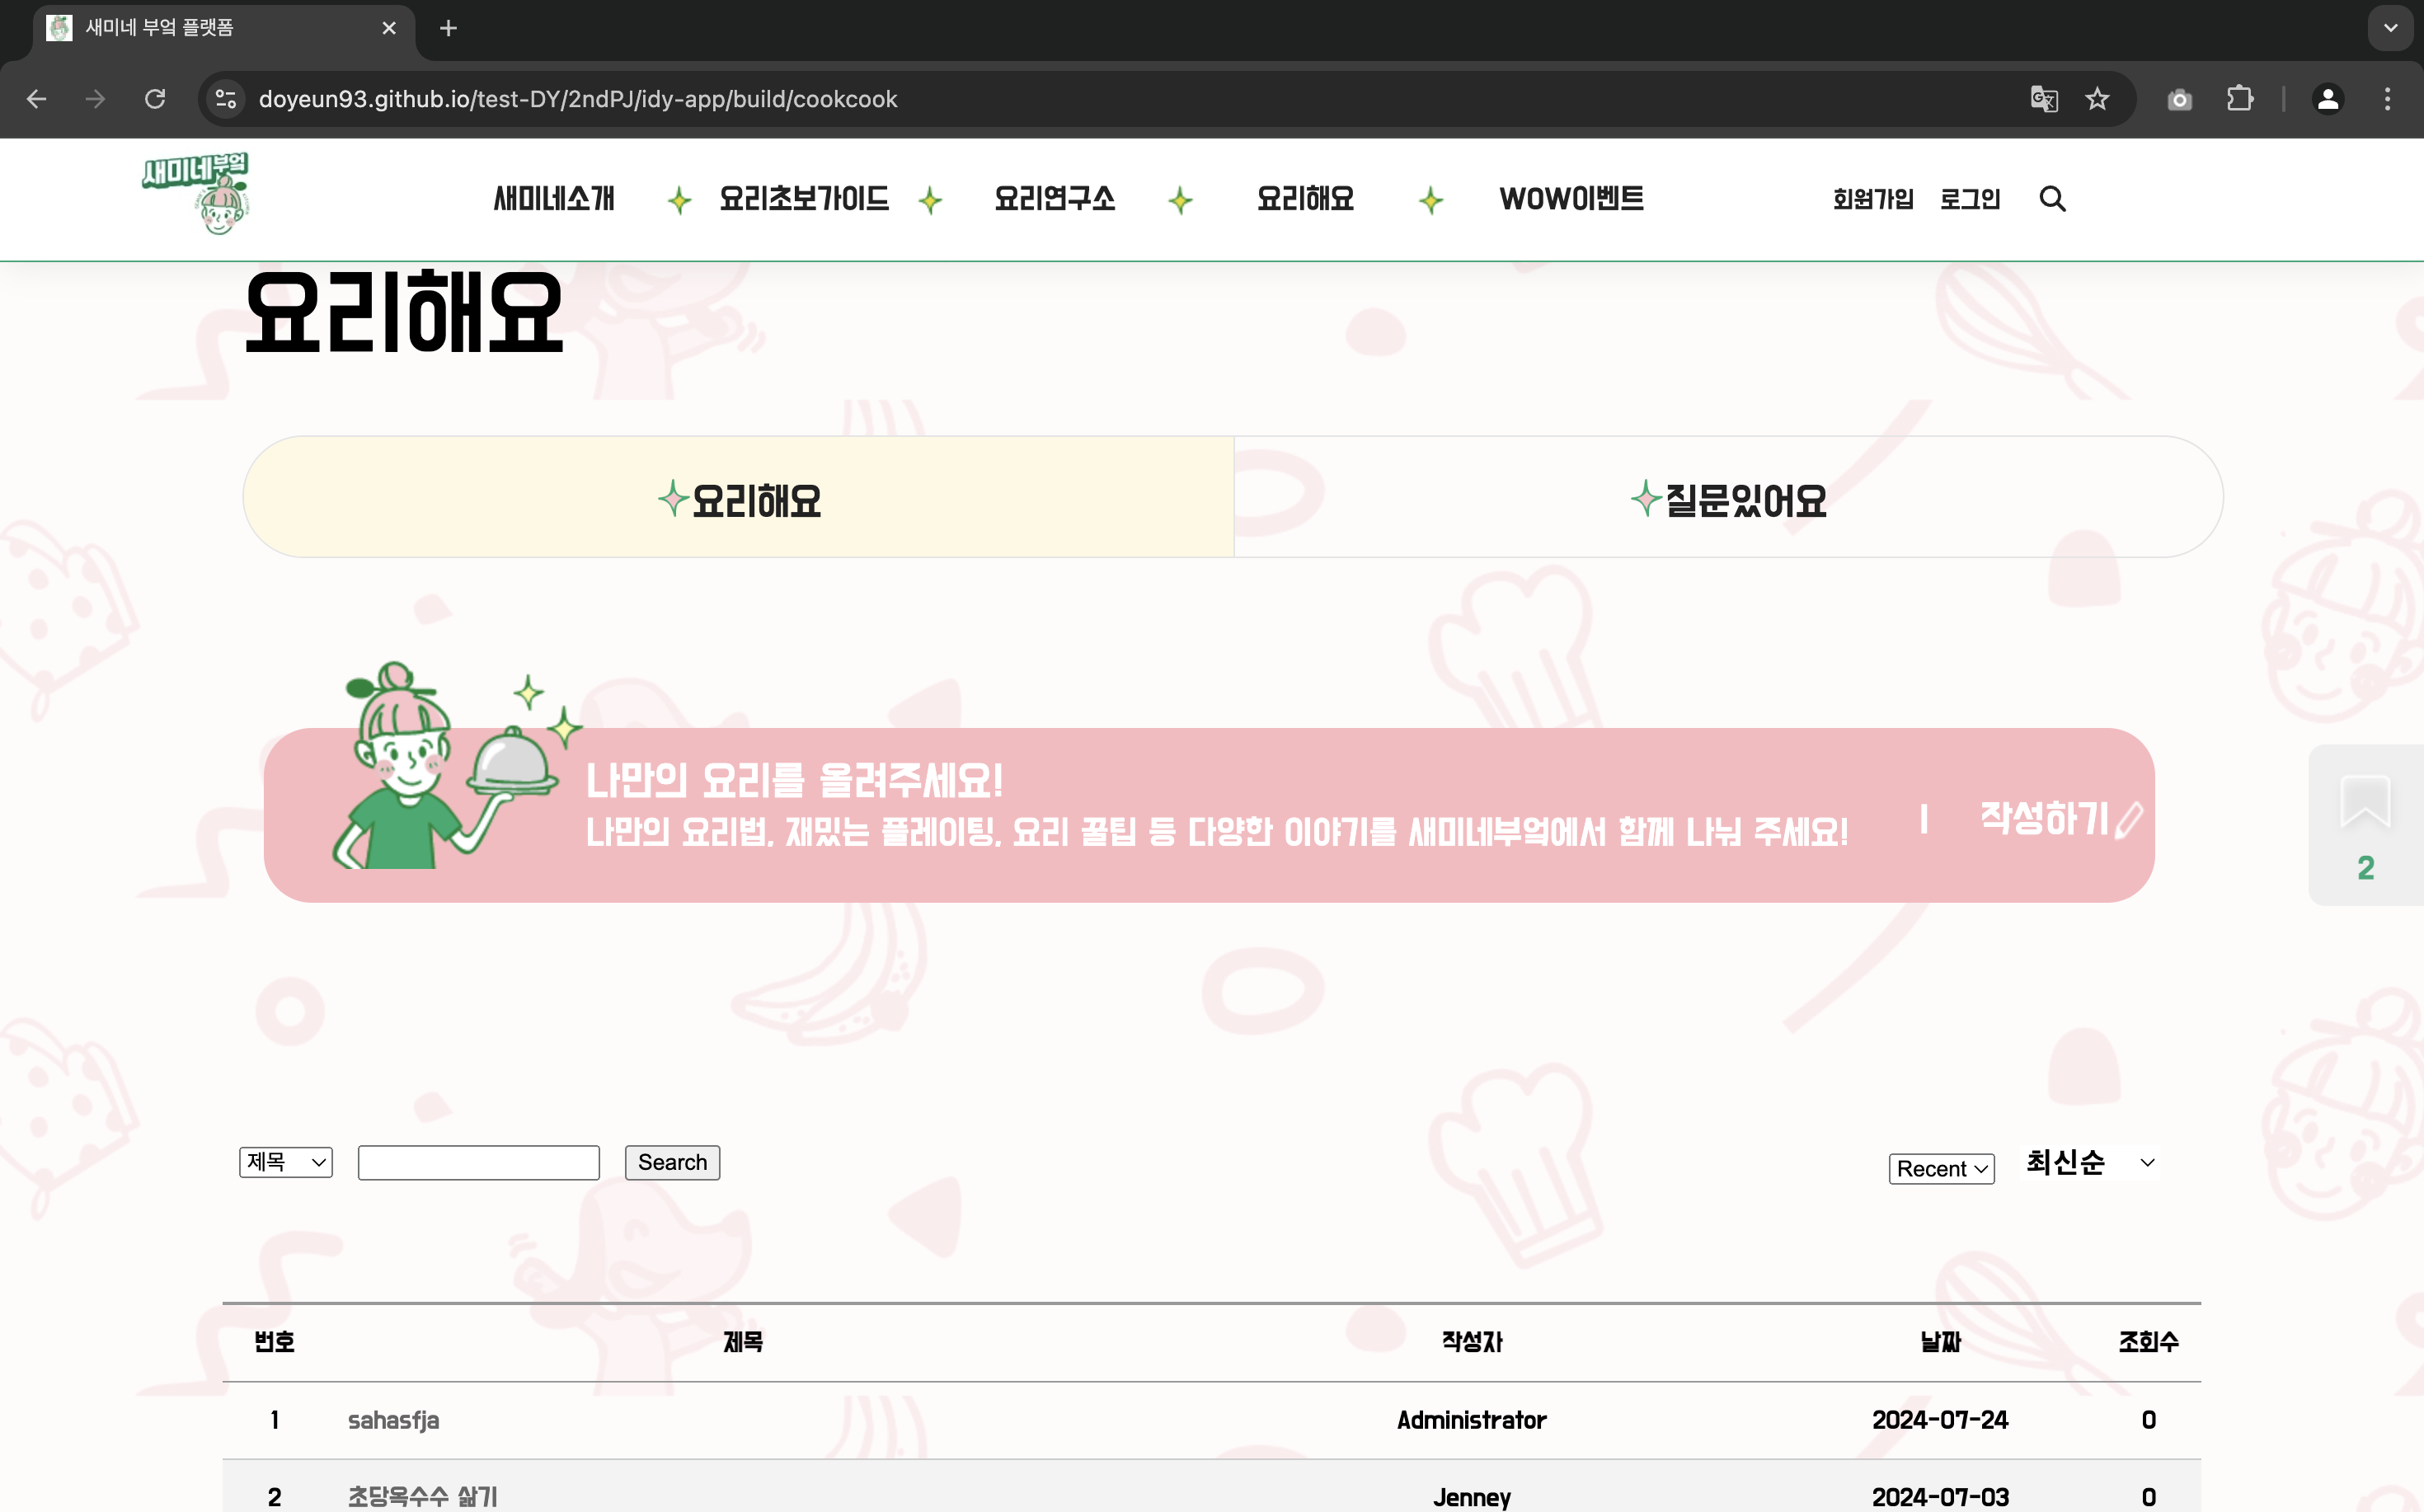 새미네 부엌 플랫폼
doyeun93.github.io/test-DY/2ndPJ/idy-app/build/cookcook
새미네부엌
새미네소개 요리초보가이드 요리연구소 요리해요 WOW이벤트 회원가입 로그인
요리해요
요리해요 질문있어요
나만의 요리를 올려주세요!
나만의 요리법, 재밌는 플레이팅, 요리 꿀팁 등 다양한 이야기를 새미네부엌에서 함께 나눠 주세요!
| 작성하기
2
제목 Search Recent 최신순
번호 제목 작성자 날짜 조회수
1 sahasfja Administrator 2024-07-24 0
2 초당옥수수 삶기 Jenney 2024-07-03 0